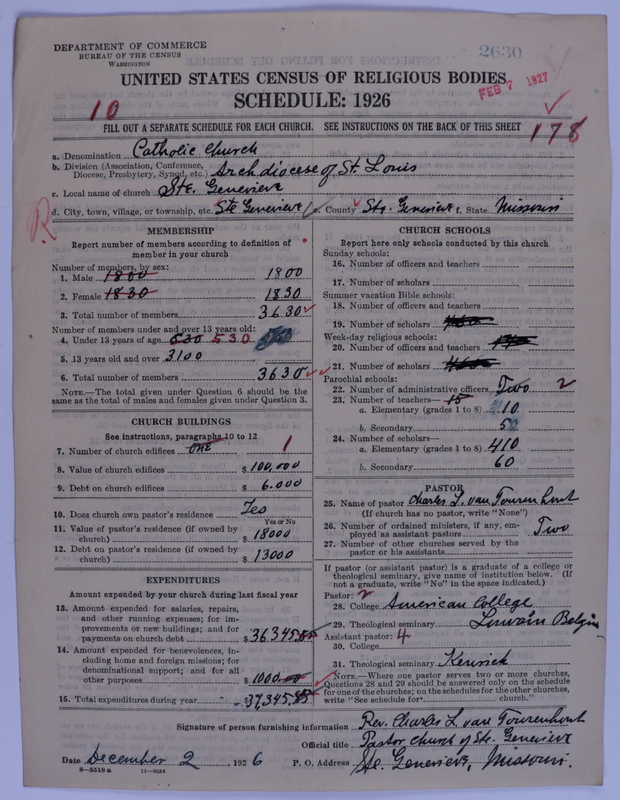 DEPARTMENT OF COMMERCE
BUREAU OF THE CENSUS
WASHINGTON
2630
UNITED STATES CENSUS OF RELIGIOUS BODIES
FEB 7 1927
SCHEDULE: 1926
10
FILL OUT A SEPARATE SCHEDULE FOR EACH CHURCH. SEE INSTRUCTIONS ON THE BACK OF THIS SHEET
178
a. Denomination Catholic Church
b. Division (Association, Conference, Diocese, Presbytery, Synod, etc.) Archdiocese of St. Louis
c. Local name of church Ste. Genevieve
d. City, town, village, or township, etc. Ste Genevieve e. County Ste. Genevieve f. State Missouri
R
MEMBERSHIP
Report number of members according to definition of member in your church
Number of members, by sex:
1. Male 1800 1800
2. Female 1830 1830
3. Total number of members 3630
Number of members under and over 13 years old:
4. Under 13 years of age 530 530
5. 13 years old and over 3100
6. Total number of members 3630
NOTE.—The total given under Question 6 should be the same as the total of males and females given under Question 3.
CHURCH BUILDINGS
See instructions, paragraphs 10 to 12
7. Number of church edifices one 1
8. Value of church edifices $ 100,000
9. Debt on church edifices $ 6.000
10. Does church own pastor's residence Yes
Yes or No
11. Value of pastor's residence (if owned by church) $ 18000
12. Debt on pastor's residence (if owned by church) $ 13000
EXPENDITURES
Amount expended by your church during last fiscal year
13. Amount expended for salaries, repairs, and other running expenses; for improvements or new buildings; and for payments on church debt $ 36,345.85
14. Amount expended for benevolences, including home and foreign missions; for denominational support; and for all other purposes $ 1000.00
15. Total expenditures during year $ 37,345.85
CHURCH SCHOOLS
Report here only schools conducted by this church
Sunday schools:
16. Number of officers and teachers
17. Number of scholars
Summer vacation Bible schools:
18. Number of officers and teachers
19. Number of scholars
Week-day religious schools:
20. Number of officers and teachers
21. Number of scholars
Parochial schools:
22. Number of administrative officers Two 2
23. Number of teachers— 15
a. Elementary (grades 1 to 8) 10
b. Secondary 5
24. Number of scholars—
a. Elementary (grades 1 to 8) 410
b. Secondary 60
PASTOR
25. Name of pastor Charles L. van Tourenhout
(If church has no pastor, write "None")
26. Number of ordained ministers, if any, employed as assistant pastors Two
27. Number of other churches served by the pastor or his assistants
If pastor (or assistant pastor) is a graduate of a college or theological seminary, give name of institution below. (If not a graduate, write "No" in the space indicated.)
Pastor: 2
28. College American College
29. Theological seminary Louvain Belgium
Assistant pastor: 4
30. College
31. Theological seminary Kenrick
NOTE.—Where one pastor serves two or more churches, Questions 28 and 29 should be answered only on the schedule for one of the churches; on the schedules for the other churches, write "See schedule for church."
Signature of person furnishing information Rev. Charles L. van Tourenhout
Official title Pastor Church of Ste. Genevieve
Date December 2, 1926 P. O. Address Ste. Genevieve, Missouri.
8—5518 a 11—9054